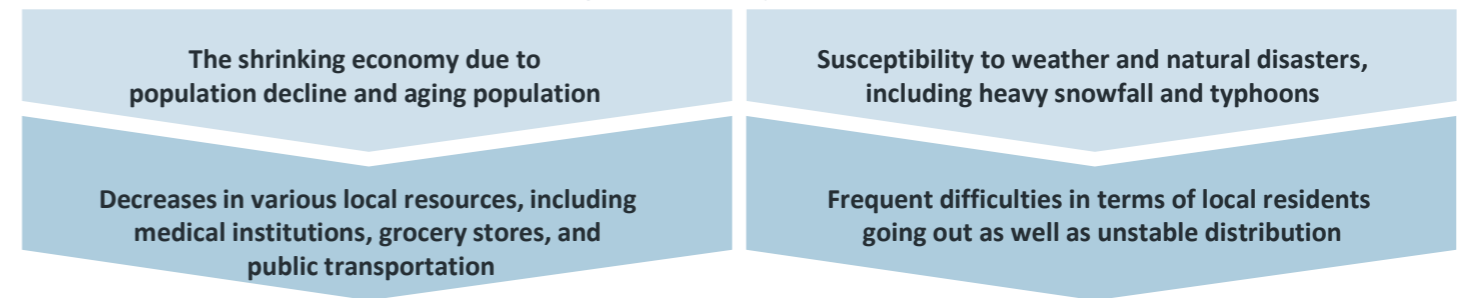 The shrinking economy due to
population decline and aging population
Decreases in various local resources, including
medical institutions, grocery stores, and
public transportation
Susceptibility to weather and natural disasters,
including heavy snowfall and typhoons
Frequent difficulties in terms of local residents
going out as well as unstable distribution